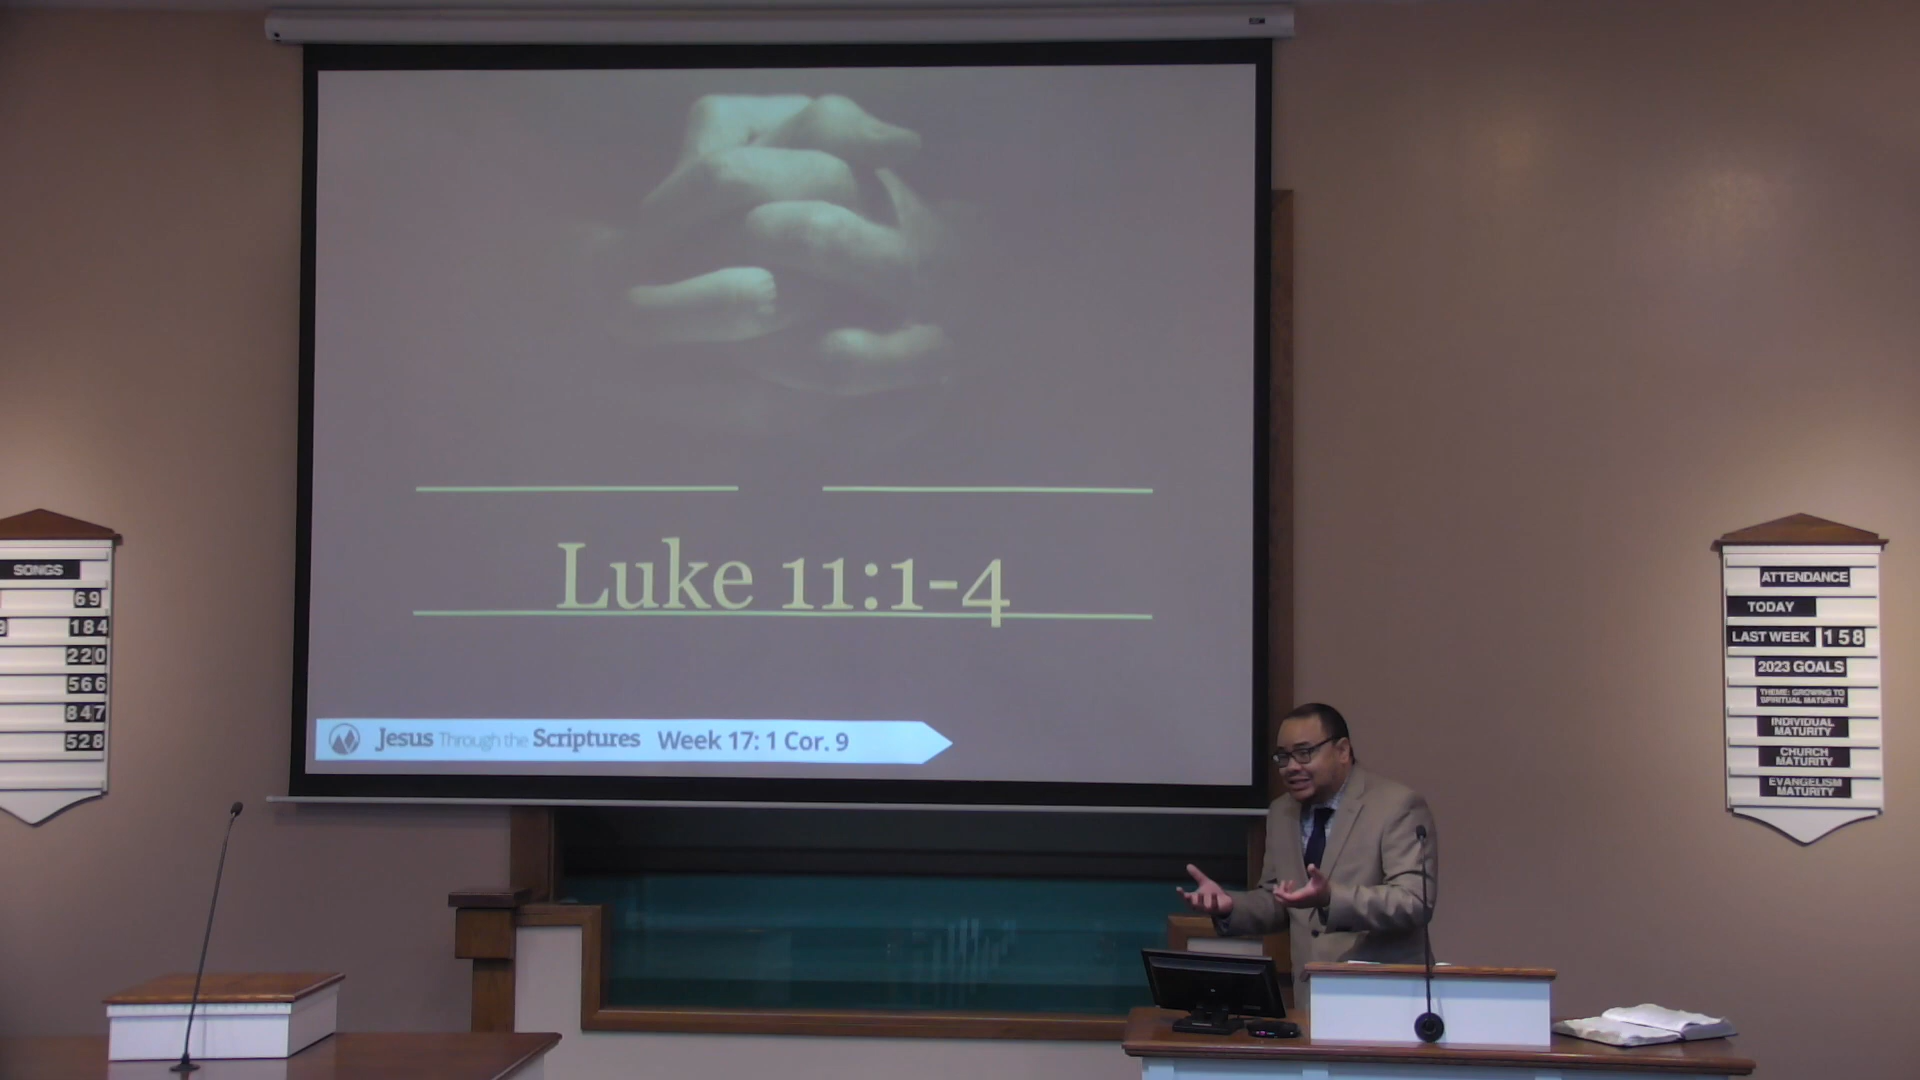 Luke 11:1-4
Jesus Through the Scriptures Week 17: 1 Cor. 9
SONGS
69
184
220
566
847
528
ATTENDANCE
TODAY
LAST WEEK 158
2023 GOALS
THEME: GROWING TO
SPIRITUAL MATURITY
INDIVIDUAL
MATURITY
CHURCH
MATURITY
EVANGELISM
MATURITY